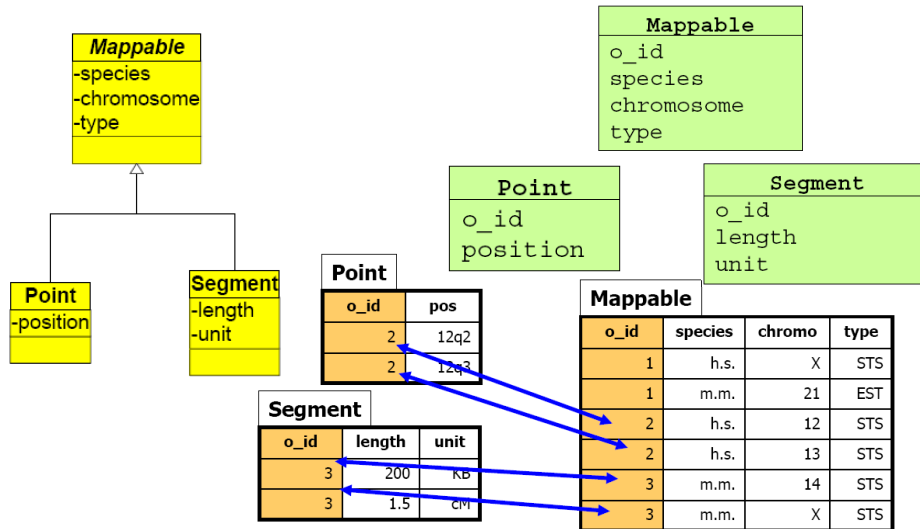 Mappable
-species
-chromosome
-type
Point
-position
Segment
-length
-unit
Mappable
o_id
species
chromosome
type
Point
o_id
position
Segment
o_id
length
unit
Point
o_id pos
2 12q2
2 12q3
Segment
o_id length unit
3 200 KB
3 1.5 cM
Mappable
o_id species chromo type
1 h.s. X STS
1 m.m. 21 EST
2 h.s. 12 STS
2 h.s. 13 STS
3 m.m. 14 STS
3 m.m. X STS